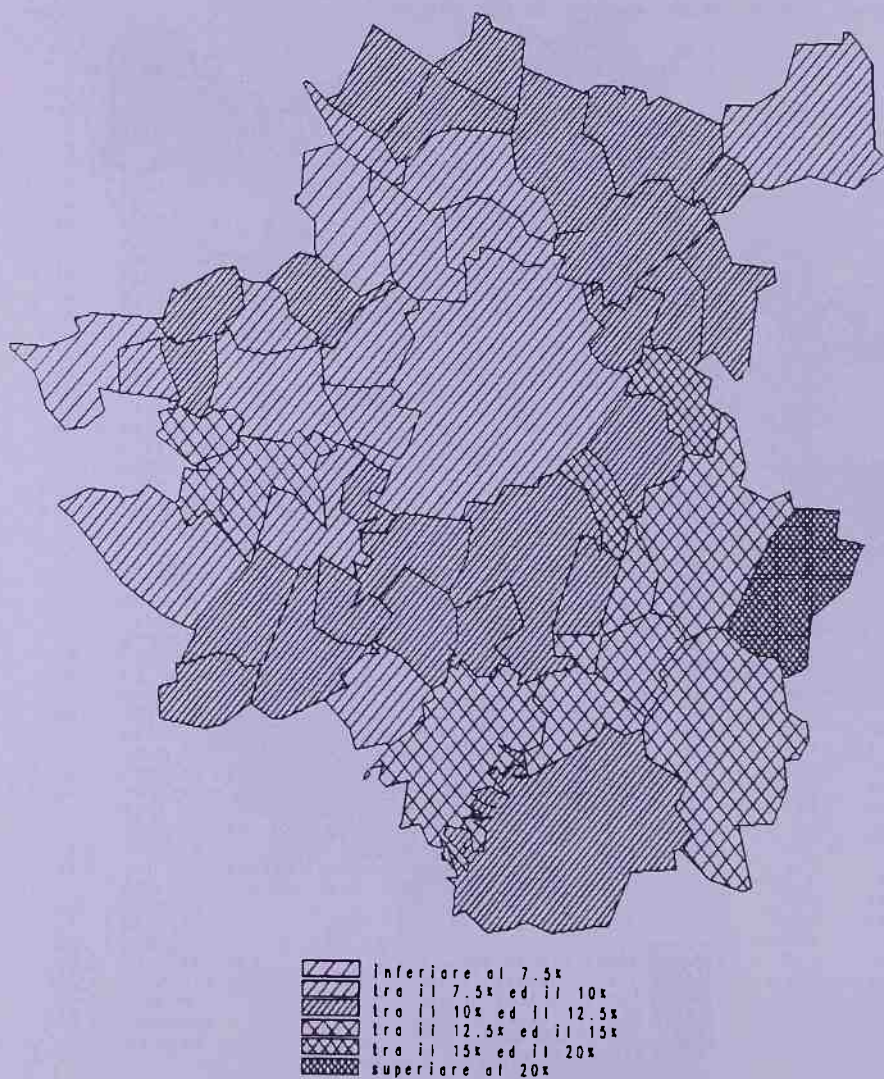 inferiore al 7.5%
tra il 7.5% ed il 10%
tra il 10% ed il 12.5%
tra il 12.5% ed il 15%
tra il 15% ed il 20%
superiore al 20%